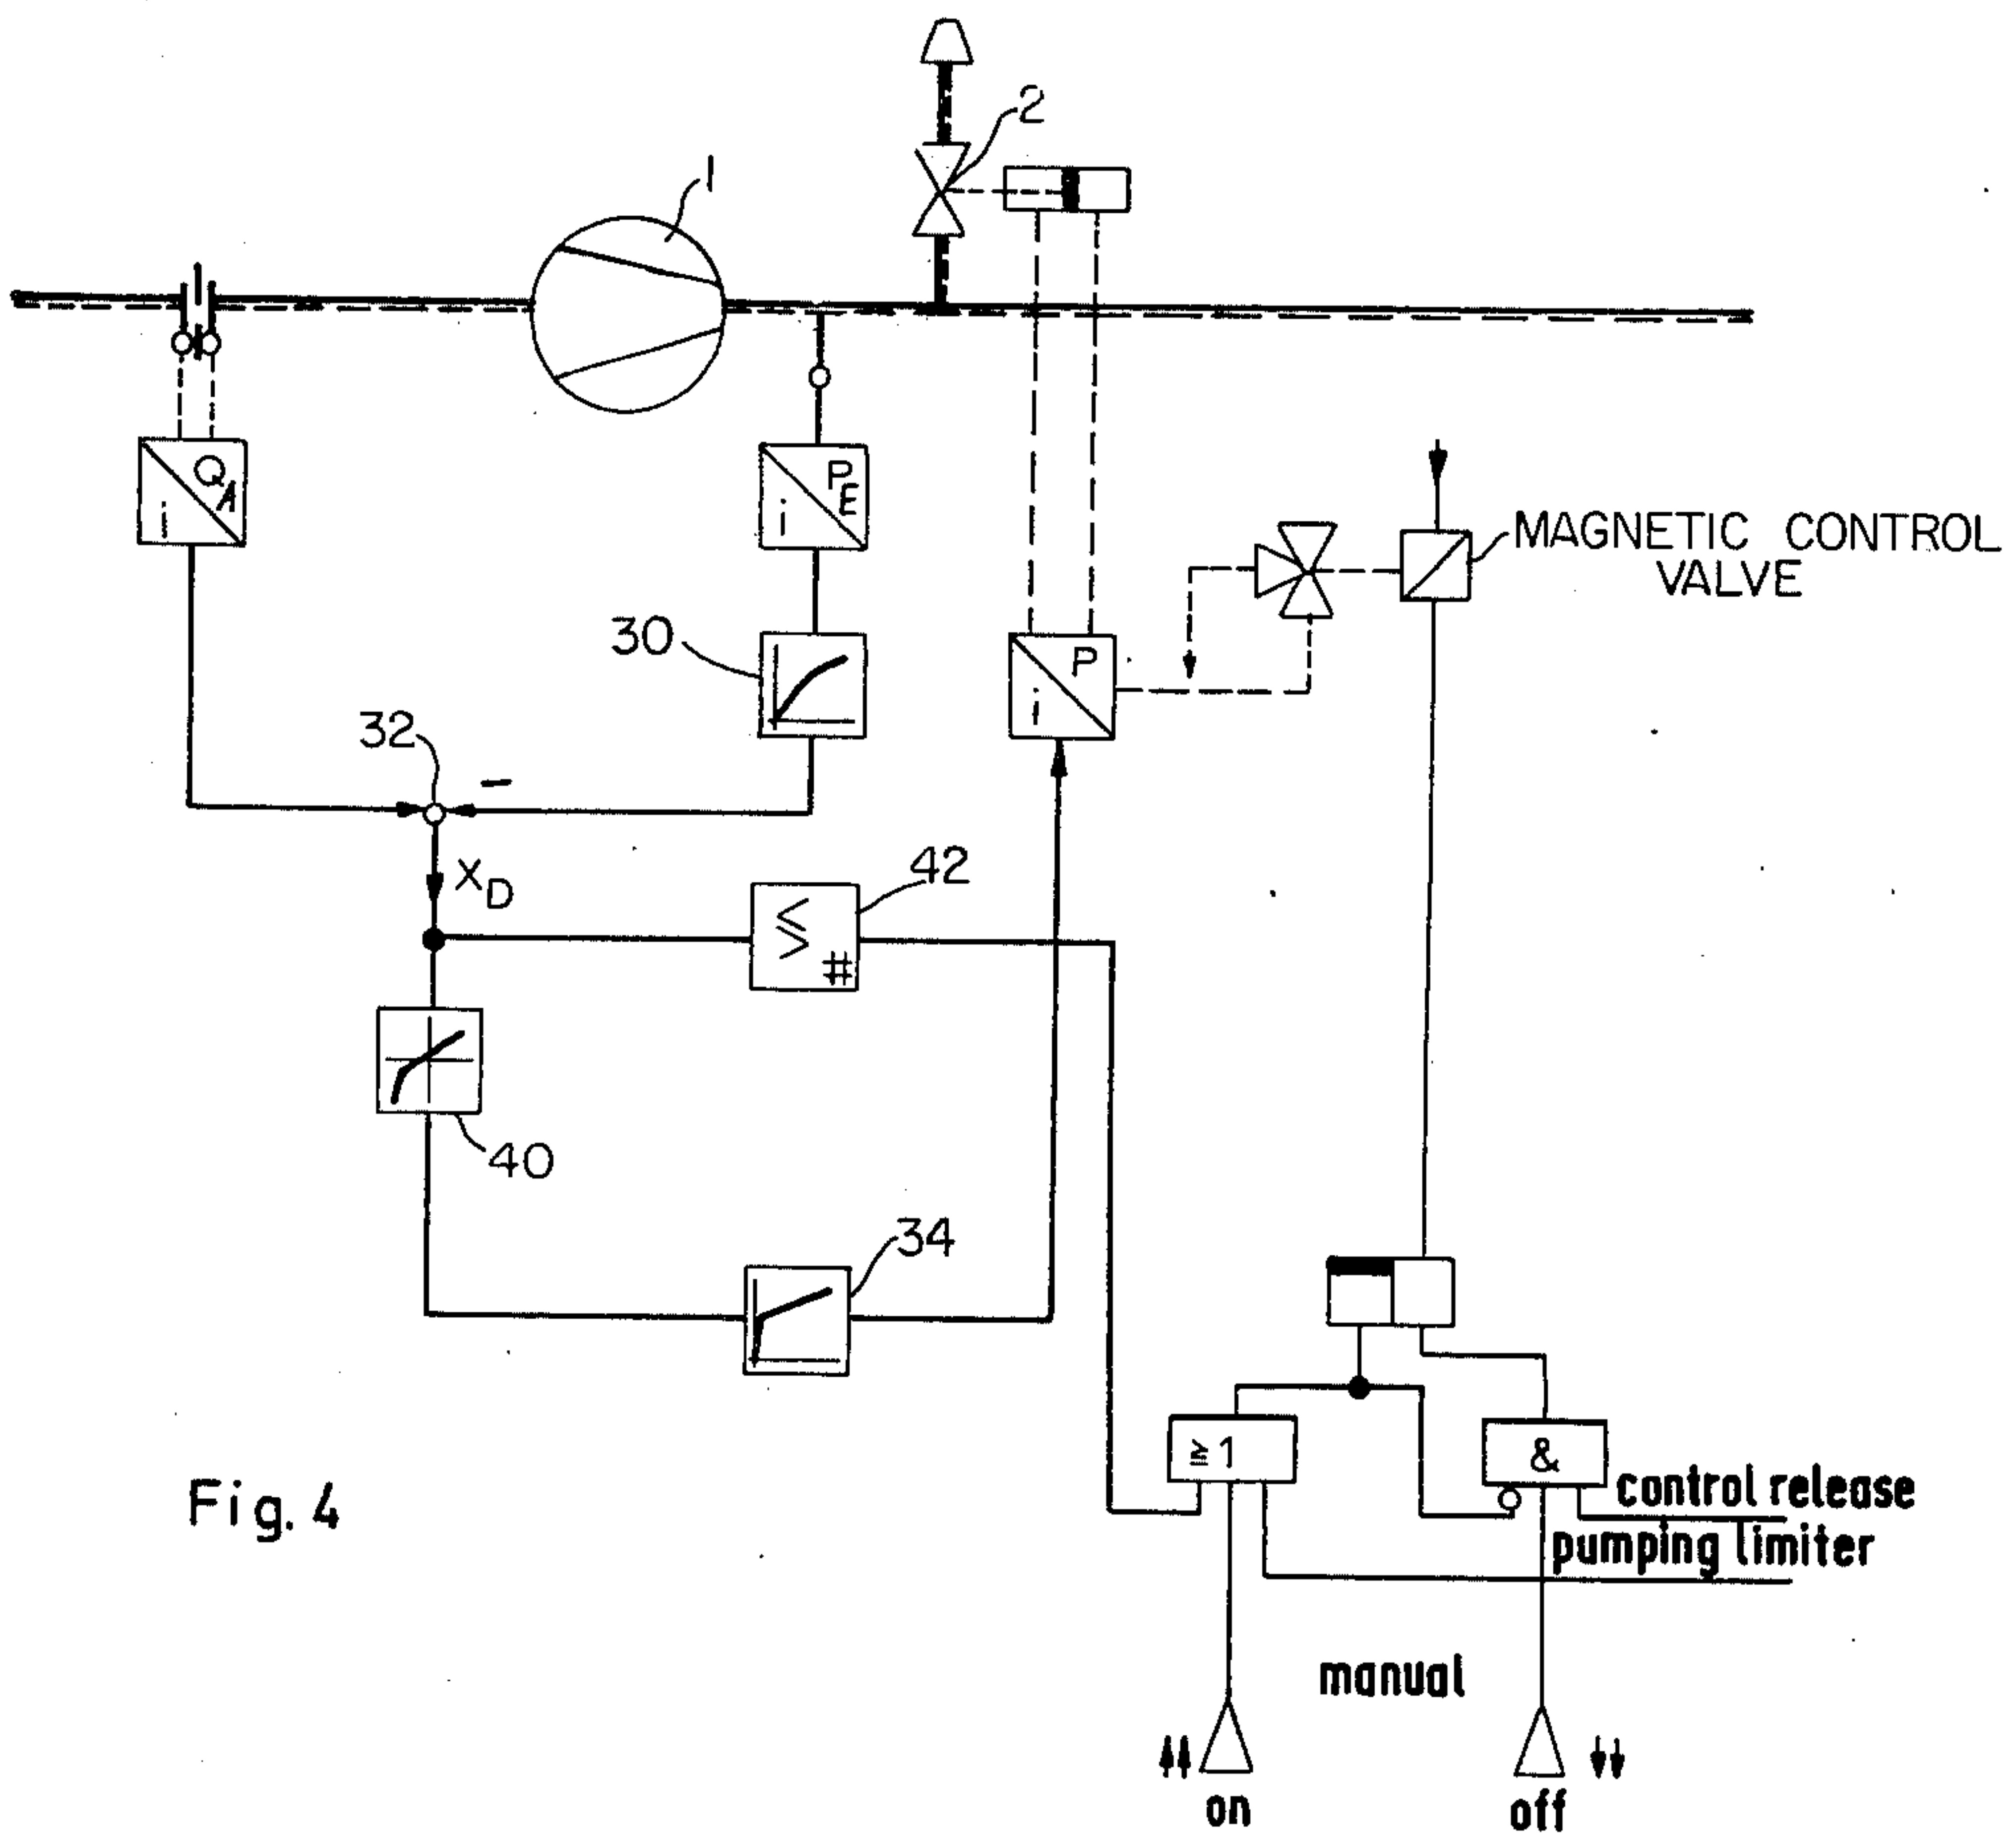 2
1
Q A
i
P E
i
MAGNETIC CONTROL
VALVE
30
P
i
32
−
X D
42
≤
>
#
40
34
≥ 1
&
control release
Fig. 4
pumping limiter
manual
on
off